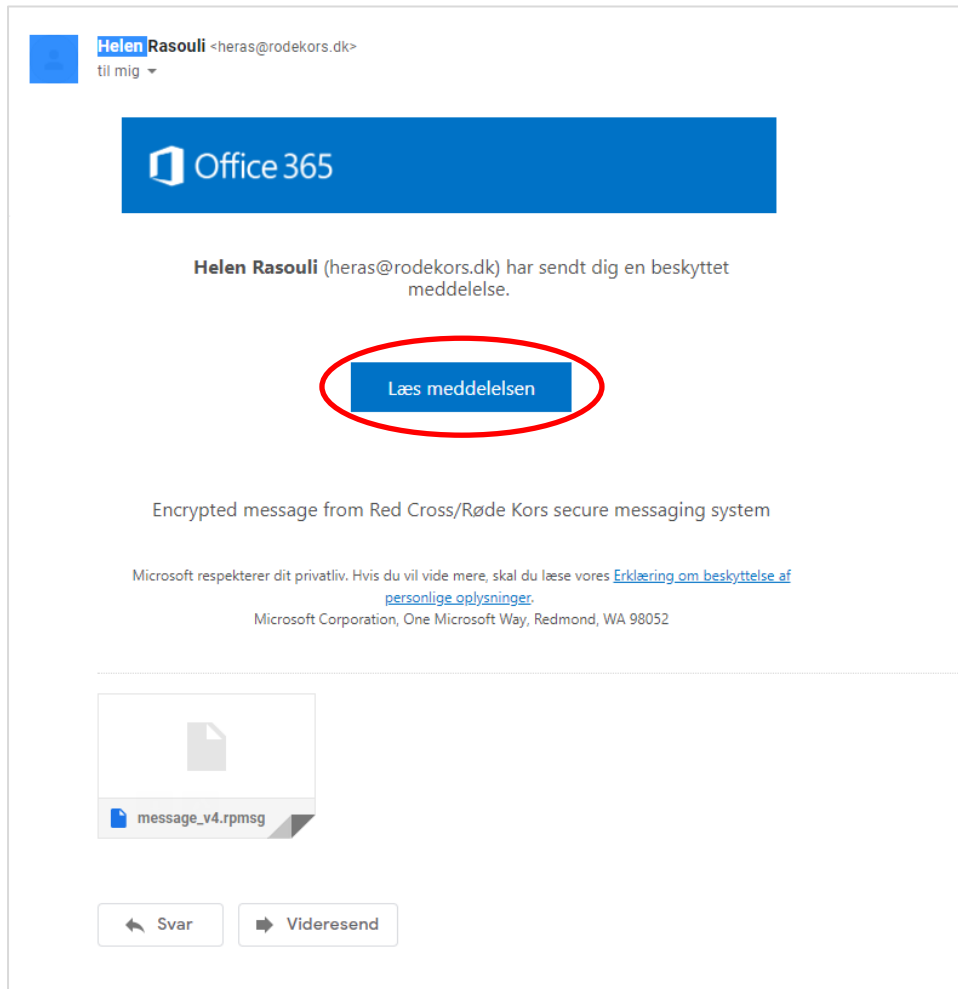 Helen Rasouli <heras@rodekors.dk>
til mig
Office 365
Helen Rasouli (heras@rodekors.dk) har sendt dig en beskyttet
meddelelse.
Læs meddelelsen
Encrypted message from Red Cross/Røde Kors secure messaging system
Microsoft respekterer dit privatliv. Hvis du vil vide mere, skal du læse vores Erklæring om beskyttelse af
personlige oplysninger.
Microsoft Corporation, One Microsoft Way, Redmond, WA 98052
message_v4.rpmsg
Svar
Videresend